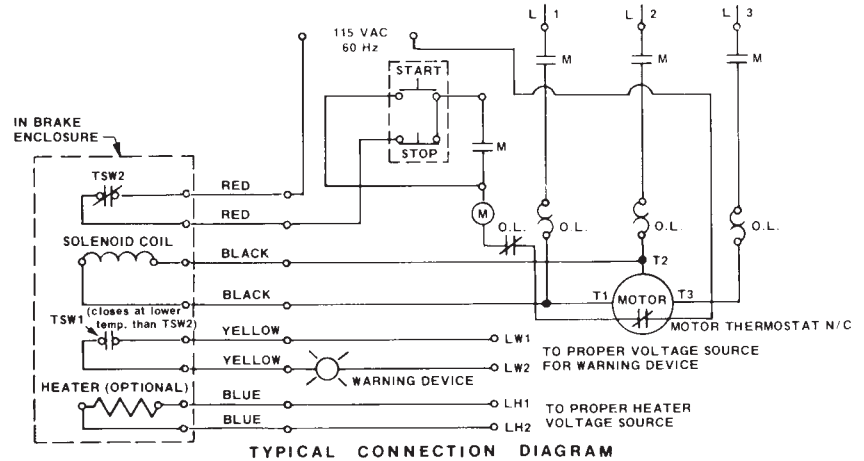 L 1
L 2
L 3
115 VAC
60 Hz
M
M
M
START
STOP
IN BRAKE
ENCLOSURE
TSW2
RED
RED
M
M
O.L.
O.L.
O.L.
O.L.
SOLENOID COIL
BLACK
BLACK
T2
T1
MOTOR
T3
MOTOR THERMOSTAT N/C
TSW1
(closes at lower
temp. than TSW2)
YELLOW
YELLOW
LW1
LW2
TO PROPER VOLTAGE SOURCE
FOR WARNING DEVICE
WARNING DEVICE
HEATER (OPTIONAL)
BLUE
BLUE
LH1
LH2
TO PROPER HEATER
VOLTAGE SOURCE
TYPICAL CONNECTION DIAGRAM